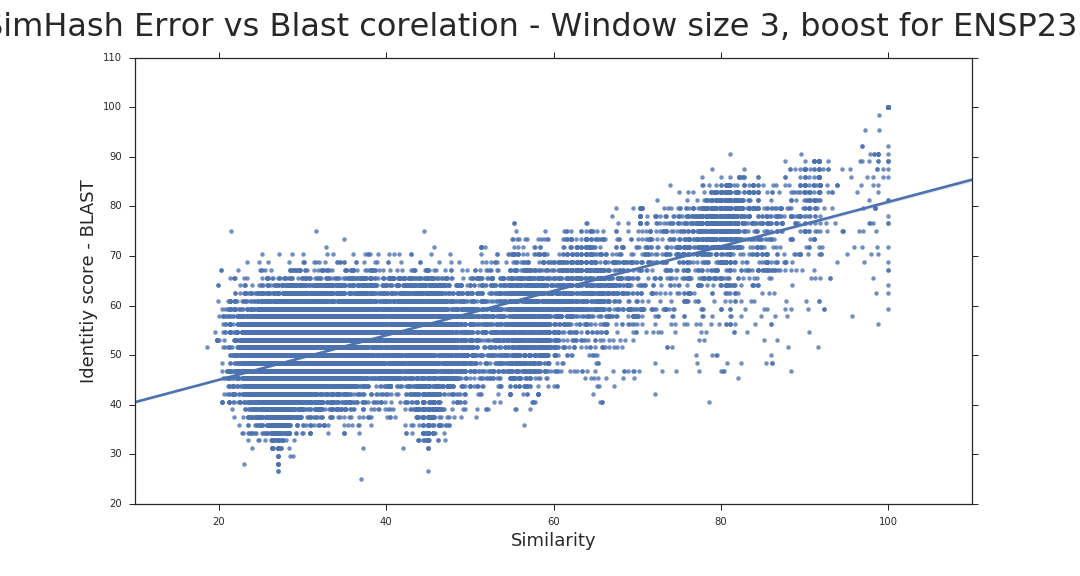 SimHash Error vs Blast corelation - Window size 3, boost for ENSP23
110
100
90
80
70
60
50
40
30
20
Identitiy score - BLAST
20 40 60 80 100
Similarity